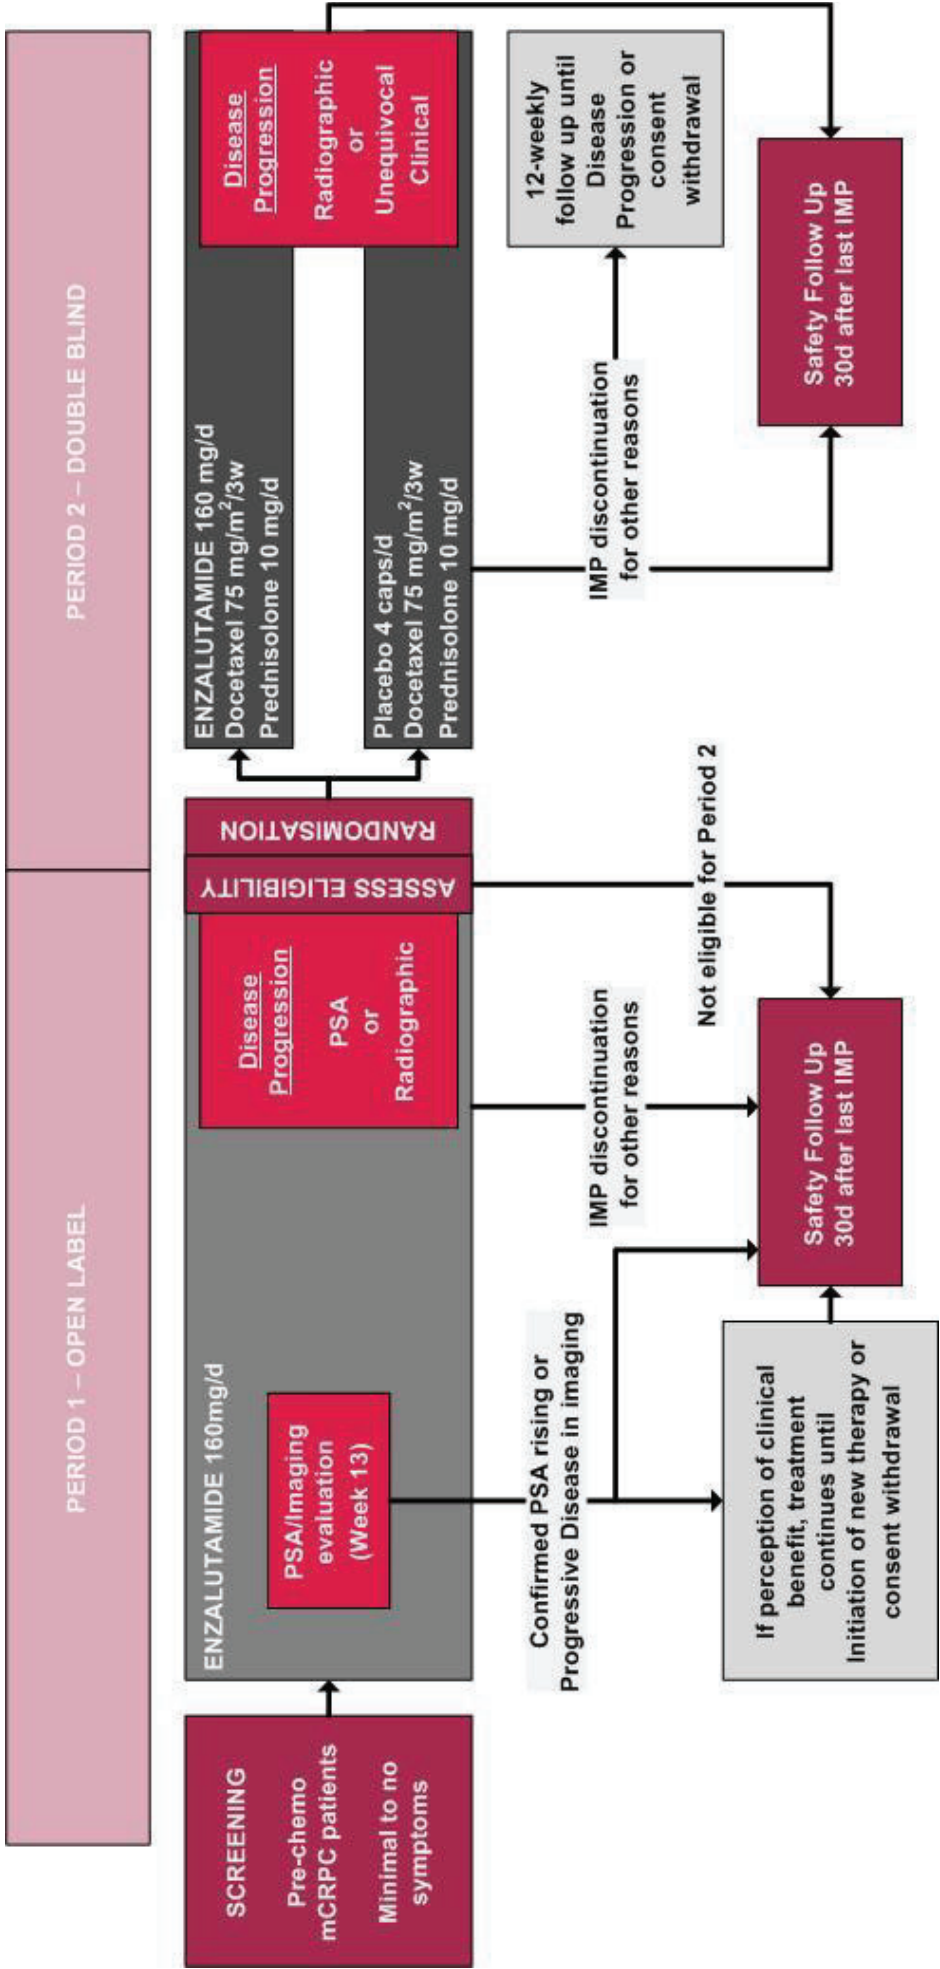 PERIOD 1 – OPEN LABEL
PERIOD 2 – DOUBLE BLIND
SCREENING
Pre-chemo
mCRPC patients
Minimal to no
symptoms
ENZALUTAMIDE 160mg/d
PSA/Imaging
evaluation
(Week 13)
Disease
Progression
PSA
or
Radiographic
ASSESS ELIGIBILITY
RANDOMISATION
ENZALUTAMIDE 160 mg/d
Docetaxel 75 mg/m²/3w
Prednisolone 10 mg/d
Placebo 4 caps/d
Docetaxel 75 mg/m²/3w
Prednisolone 10 mg/d
Disease
Progression
Radiographic
or
Unequivocal
Clinical
Confirmed PSA rising or
Progressive Disease in imaging
IMP discontinuation
for other reasons
Not eligible for Period 2
IMP discontinuation
for other reasons
12-weekly
follow up until
Disease
Progression or
consent
withdrawal
If perception of clinical
benefit, treatment
continues until
Initiation of new therapy or
consent withdrawal
Safety Follow Up
30d after last IMP
Safety Follow Up
30d after last IMP